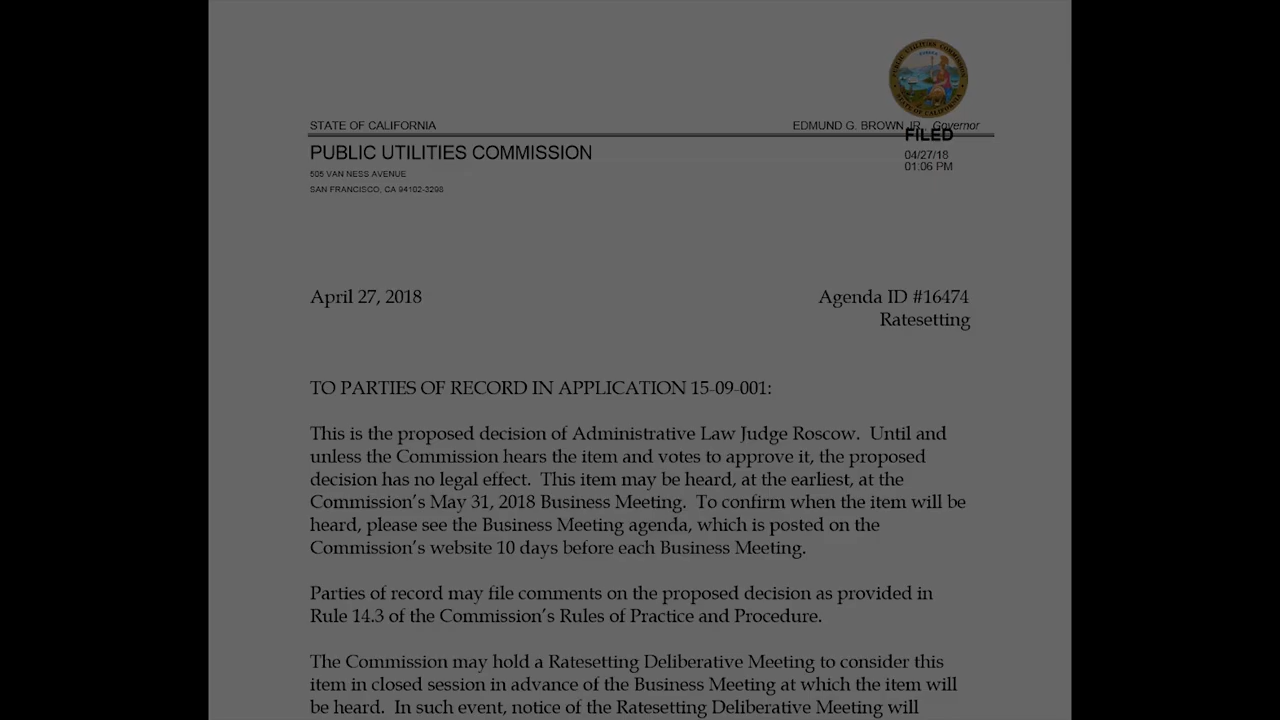 STATE OF CALIFORNIA
EDMUND G. BROWN JR., Governor
FILED
04/27/18
01:06 PM
PUBLIC UTILITIES COMMISSION
505 VAN NESS AVENUE
SAN FRANCISCO, CA 94102-3298
April 27, 2018
Agenda ID #16474
Ratesetting
TO PARTIES OF RECORD IN APPLICATION 15-09-001:
This is the proposed decision of Administrative Law Judge Roscow. Until and
unless the Commission hears the item and votes to approve it, the proposed
decision has no legal effect. This item may be heard, at the earliest, at the
Commission's May 31, 2018 Business Meeting. To confirm when the item will be
heard, please see the Business Meeting agenda, which is posted on the
Commission's website 10 days before each Business Meeting.
Parties of record may file comments on the proposed decision as provided in
Rule 14.3 of the Commission's Rules of Practice and Procedure.
The Commission may hold a Ratesetting Deliberative Meeting to consider this
item in closed session in advance of the Business Meeting at which the item will
be heard. In such event, notice of the Ratesetting Deliberative Meeting will